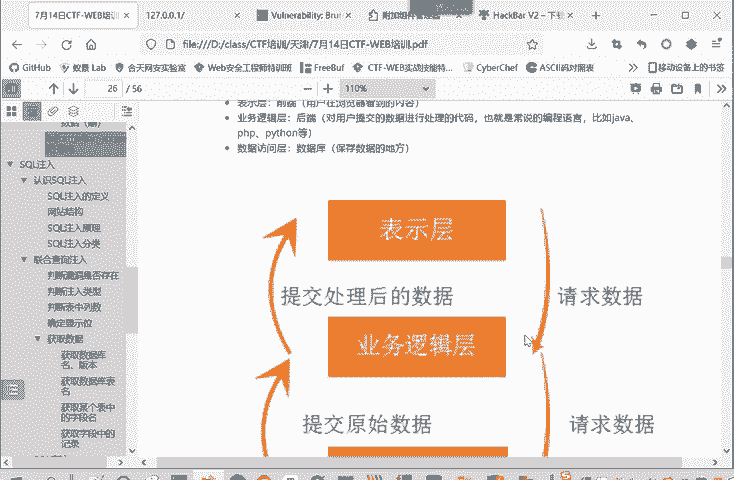 7月14日CTF-WEB培训.pdf
127.0.0.1/
Vulnerability: Bru
附加组件管理器
HackBar V2 – 下
file:///D:/class/CTF培训/天津/7月14日CTF-WEB培训.pdf
GitHub
蚁景 Lab
合天网安实验室
Web安全工程师特训班
FreeBuf
CTF-WEB实战技能特...
CyberChef
ASCII码对照表
移动设备上的书签
26 / 56
110%
SQL注入
认识SQL注入
SQL注入的定义
网站结构
SQL注入原理
SQL注入分类
联合查询注入
判断漏洞是否存在
判断注入类型
判断表中列数
确定显示位
获取数据
获取数据库
名、版本
获取数据库表
名
获取某个表中
的字段名
获取字段中的
记录
表示层：前端（用户在浏览器看到的内容）
业务逻辑层：后端（对用户提交的数据进行处理的代码，也就是常说的编程语言，比如java、
php、python等）
数据访问层：数据库（保存数据的地方）
表示层
提交处理后的数据
请求数据
业务逻辑层
提交原始数据
请求数据